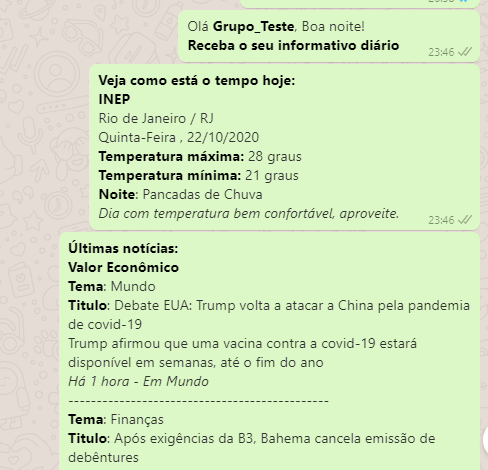 Olá Grupo_Teste, Boa noite!
Receba o seu informativo diário
23:46
Veja como está o tempo hoje:
INEP
Rio de Janeiro / RJ
Quinta-Feira , 22/10/2020
Temperatura máxima: 28 graus
Temperatura mínima: 21 graus
Noite: Pancadas de Chuva
Dia com temperatura bem confortável, aproveite.
23:46
Últimas notícias:
Valor Econômico
Tema: Mundo
Titulo: Debate EUA: Trump volta a atacar a China pela pandemia
de covid-19
Trump afirmou que uma vacina contra a covid-19 estará
disponível em semanas, até o fim do ano
Há 1 hora - Em Mundo
-----------------------------------------------
Tema: Finanças
Titulo: Após exigências da B3, Bahema cancela emissão de
debêntures